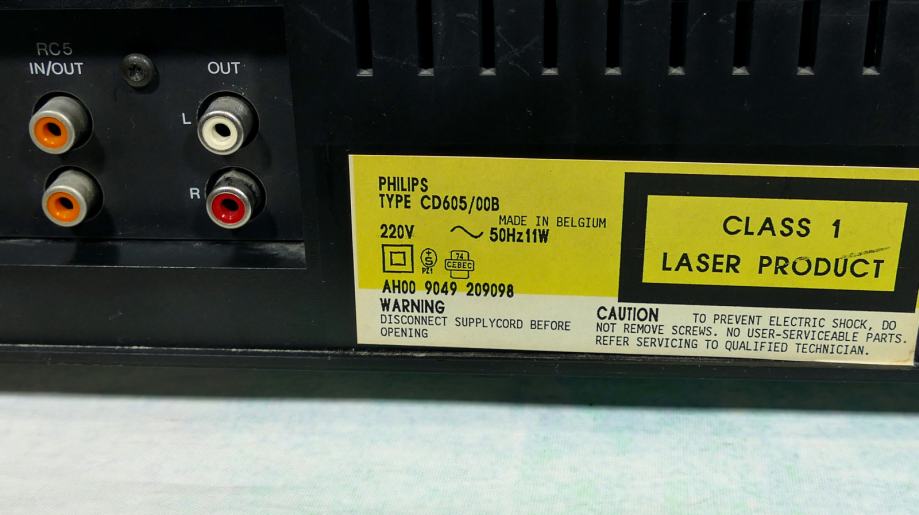 RC5
IN/OUT
OUT
L
R
PHILIPS
TYPE CD605/00B
MADE IN BELGIUM
220V ~ 50Hz11W
S
PZ1
74
CEBEC
AH00 9049 209098
WARNING
DISCONNECT SUPPLYCORD BEFORE
OPENING
CLASS 1
LASER PRODUCT
CAUTION TO PREVENT ELECTRIC SHOCK, DO
NOT REMOVE SCREWS. NO USER-SERVICEABLE PARTS.
REFER SERVICING TO QUALIFIED TECHNICIAN.